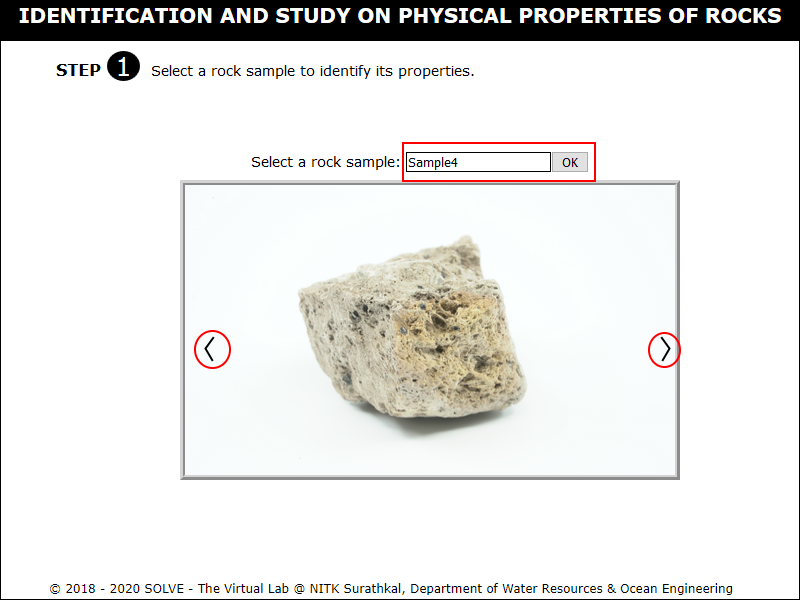 IDENTIFICATION AND STUDY ON PHYSICAL PROPERTIES OF ROCKS
STEP 1 Select a rock sample to identify its properties.
Select a rock sample: Sample4 OK
© 2018 - 2020 SOLVE - The Virtual Lab @ NITK Surathkal, Department of Water Resources & Ocean Engineering